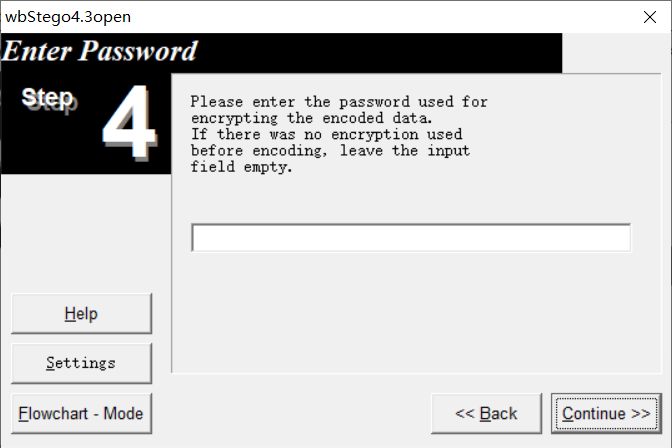 wbStego4.3open
Enter Password
Step
4
Please enter the password used for
encrypting the encoded data.
If there was no encryption used
before encoding, leave the input
field empty.
Help
Settings
Flowchart - Mode
<< Back
Continue >>